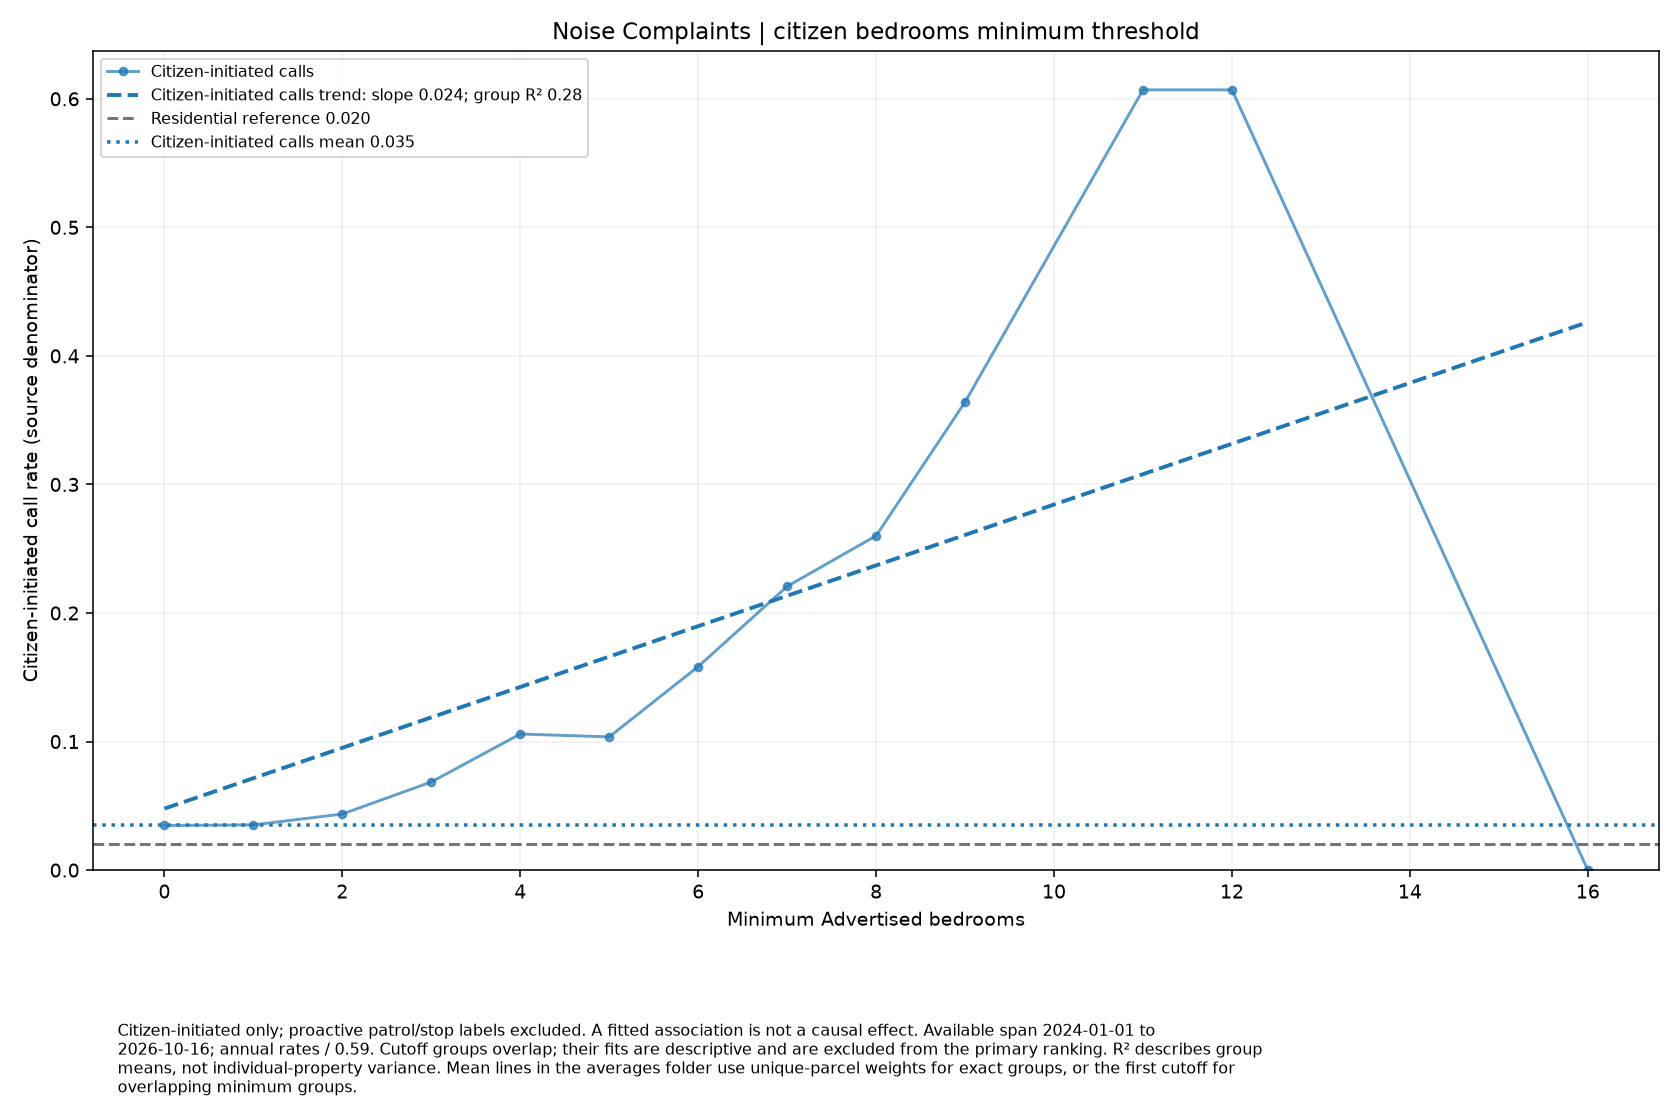 Noise Complaints | citizen bedrooms minimum threshold
Citizen-initiated calls
Citizen-initiated calls trend: slope 0.024; group R² 0.28
Residential reference 0.020
Citizen-initiated calls mean 0.035
Citizen-initiated call rate (source denominator)
0.6
0.5
0.4
0.3
0.2
0.1
0.0
0 2 4 6 8 10 12 14 16
Minimum Advertised bedrooms
Citizen-initiated only; proactive patrol/stop labels excluded. A fitted association is not a causal effect. Available span 2024-01-01 to
2026-10-16; annual rates / 0.59. Cutoff groups overlap; their fits are descriptive and are excluded from the primary ranking. R² describes group
means, not individual-property variance. Mean lines in the averages folder use unique-parcel weights for exact groups, or the first cutoff for
overlapping minimum groups.